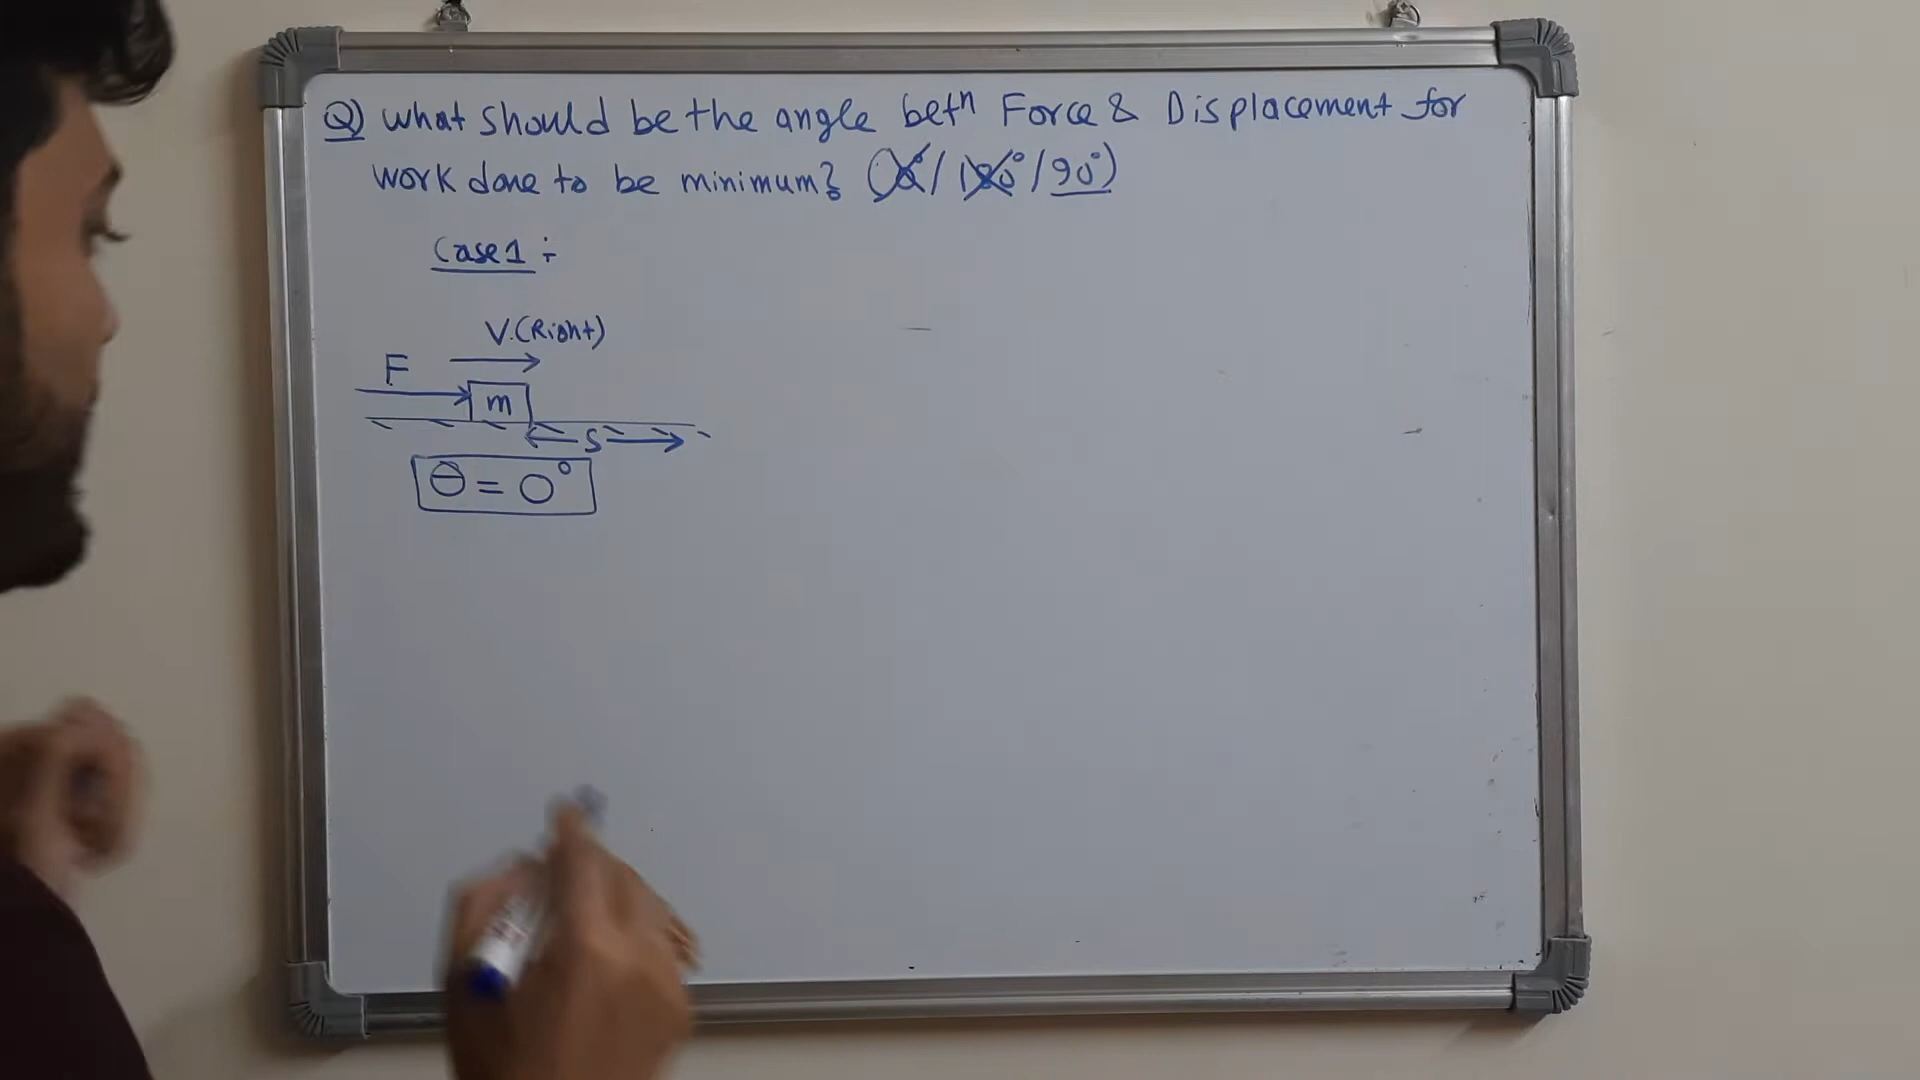 Q) What should be the angle betn Force & Displacement for
work done to be minimum? (0°/180°/90°)
Case1 :-
V.(Right)
F
m
S
θ = 0°